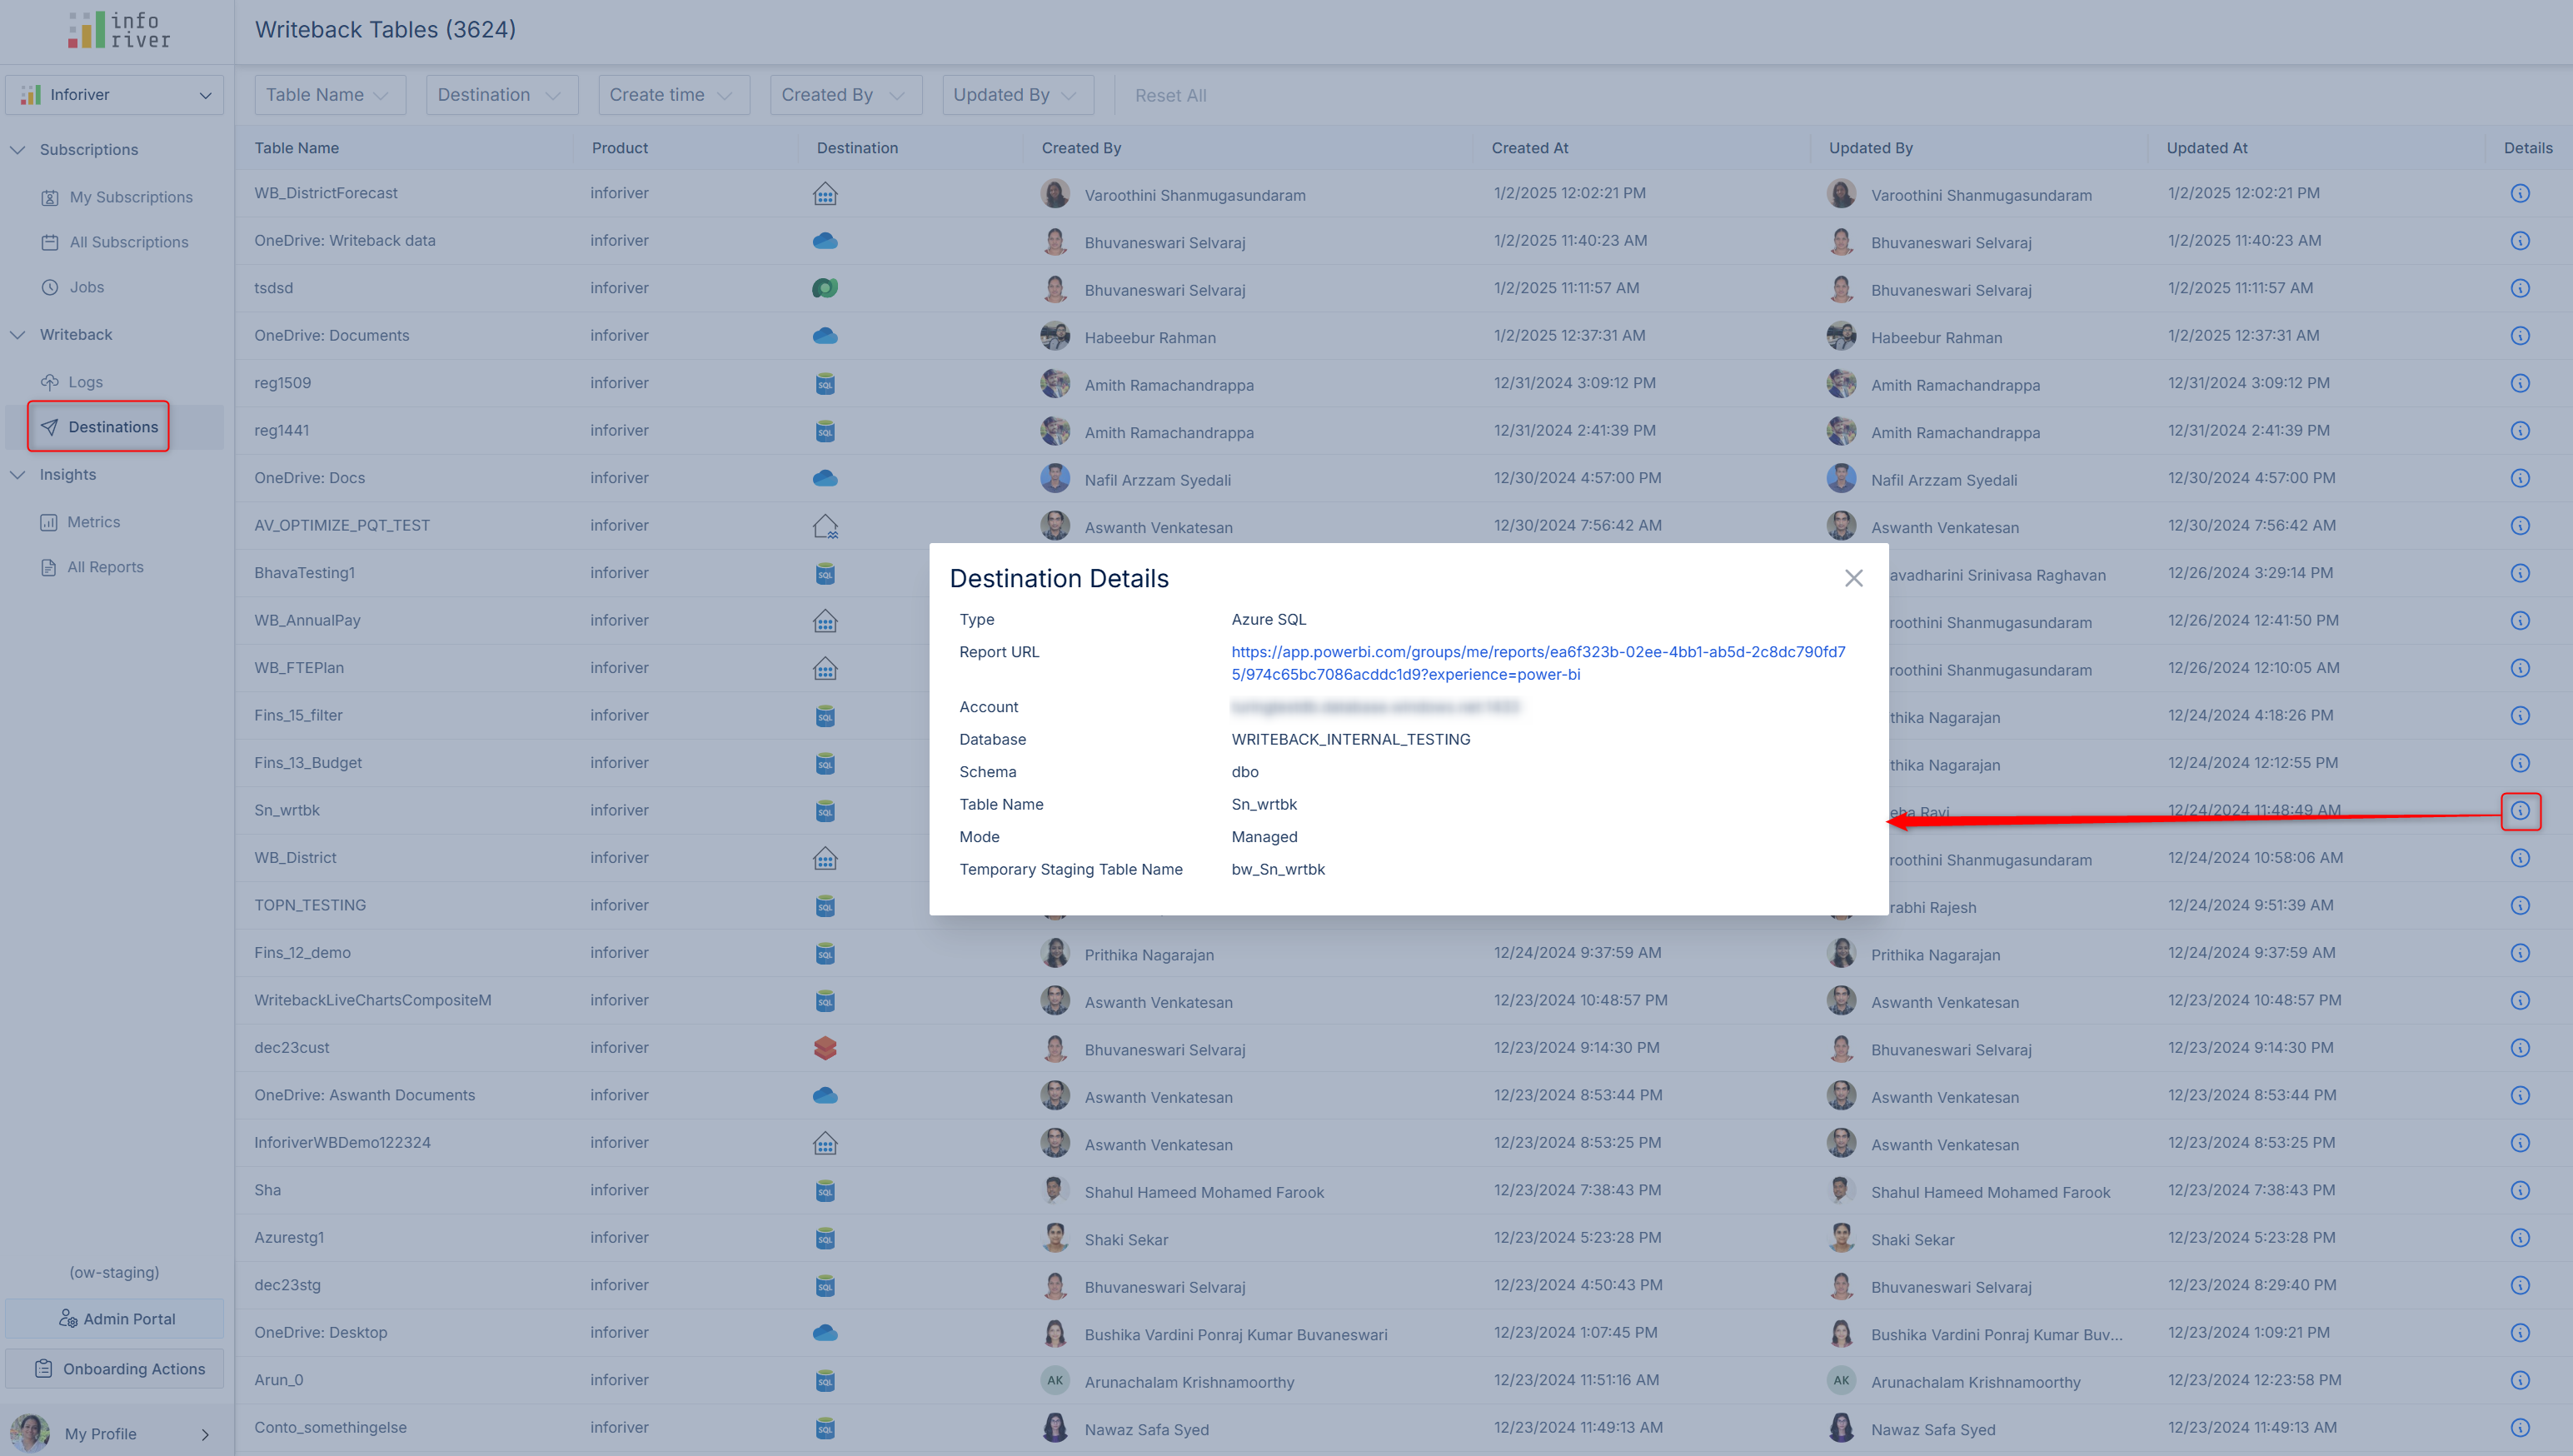 info
river
Writeback Tables (3624)
Inforiver
Table Name
Destination
Create time
Created By
Updated By
Reset All
Subscriptions
My Subscriptions
All Subscriptions
Jobs
Writeback
Logs
Destinations
Insights
Metrics
All Reports
(ow-staging)
Admin Portal
Onboarding Actions
My Profile
Table Name Product Destination Created By Created At Updated By Updated At Details
WB_DistrictForecast inforiver Varoothini Shanmugasundaram 1/2/2025 12:02:21 PM Varoothini Shanmugasundaram 1/2/2025 12:02:21 PM
OneDrive: Writeback data inforiver Bhuvaneswari Selvaraj 1/2/2025 11:40:23 AM Bhuvaneswari Selvaraj 1/2/2025 11:40:23 AM
tsdsd inforiver Bhuvaneswari Selvaraj 1/2/2025 11:11:57 AM Bhuvaneswari Selvaraj 1/2/2025 11:11:57 AM
OneDrive: Documents inforiver Habeebur Rahman 1/2/2025 12:37:31 AM Habeebur Rahman 1/2/2025 12:37:31 AM
reg1509 inforiver SQL Amith Ramachandrappa 12/31/2024 3:09:12 PM Amith Ramachandrappa 12/31/2024 3:09:12 PM
reg1441 inforiver SQL Amith Ramachandrappa 12/31/2024 2:41:39 PM Amith Ramachandrappa 12/31/2024 2:41:39 PM
OneDrive: Docs inforiver Nafil Arzzam Syedali 12/30/2024 4:57:00 PM Nafil Arzzam Syedali 12/30/2024 4:57:00 PM
AV_OPTIMIZE_PQT_TEST inforiver Aswanth Venkatesan 12/30/2024 7:56:42 AM Aswanth Venkatesan 12/30/2024 7:56:42 AM
BhavaTesting1 inforiver SQL avadharini Srinivasa Raghavan 12/26/2024 3:29:14 PM
WB_AnnualPay inforiver roothini Shanmugasundaram 12/26/2024 12:41:50 PM
WB_FTEPlan inforiver roothini Shanmugasundaram 12/26/2024 12:10:05 AM
Fins_15_filter inforiver SQL thika Nagarajan 12/24/2024 4:18:26 PM
Fins_13_Budget inforiver SQL thika Nagarajan 12/24/2024 12:12:55 PM
Sn_wrtbk inforiver SQL eha Ravi 12/24/2024 11:48:49 AM
WB_District inforiver roothini Shanmugasundaram 12/24/2024 10:58:06 AM
TOPN_TESTING inforiver SQL rabhi Rajesh 12/24/2024 9:51:39 AM
Fins_12_demo inforiver SQL Prithika Nagarajan 12/24/2024 9:37:59 AM Prithika Nagarajan 12/24/2024 9:37:59 AM
WritebackLiveChartsCompositeM inforiver SQL Aswanth Venkatesan 12/23/2024 10:48:57 PM Aswanth Venkatesan 12/23/2024 10:48:57 PM
dec23cust inforiver Bhuvaneswari Selvaraj 12/23/2024 9:14:30 PM Bhuvaneswari Selvaraj 12/23/2024 9:14:30 PM
OneDrive: Aswanth Documents inforiver Aswanth Venkatesan 12/23/2024 8:53:44 PM Aswanth Venkatesan 12/23/2024 8:53:44 PM
InforiverWBDemo122324 inforiver Aswanth Venkatesan 12/23/2024 8:53:25 PM Aswanth Venkatesan 12/23/2024 8:53:25 PM
Sha inforiver SQL Shahul Hameed Mohamed Farook 12/23/2024 7:38:43 PM Shahul Hameed Mohamed Farook 12/23/2024 7:38:43 PM
Azurestg1 inforiver SQL Shaki Sekar 12/23/2024 5:23:28 PM Shaki Sekar 12/23/2024 5:23:28 PM
dec23stg inforiver SQL Bhuvaneswari Selvaraj 12/23/2024 4:50:43 PM Bhuvaneswari Selvaraj 12/23/2024 8:29:40 PM
OneDrive: Desktop inforiver Bushika Vardini Ponraj Kumar Buvaneswari 12/23/2024 1:07:45 PM Bushika Vardini Ponraj Kumar Buv... 12/23/2024 1:09:21 PM
Arun_0 inforiver SQL AK Arunachalam Krishnamoorthy 12/23/2024 11:51:16 AM AK Arunachalam Krishnamoorthy 12/23/2024 12:23:58 PM
Conto_somethingelse inforiver SQL Nawaz Safa Syed 12/23/2024 11:49:13 AM Nawaz Safa Syed 12/23/2024 11:49:13 AM
Destination Details
Type Azure SQL
Report URL https://app.powerbi.com/groups/me/reports/ea6f323b-02ee-4bb1-ab5d-2c8dc790fd7
5/974c65bc7086acddc1d9?experience=power-bi
Account
Database WRITEBACK_INTERNAL_TESTING
Schema dbo
Table Name Sn_wrtbk
Mode Managed
Temporary Staging Table Name bw_Sn_wrtbk